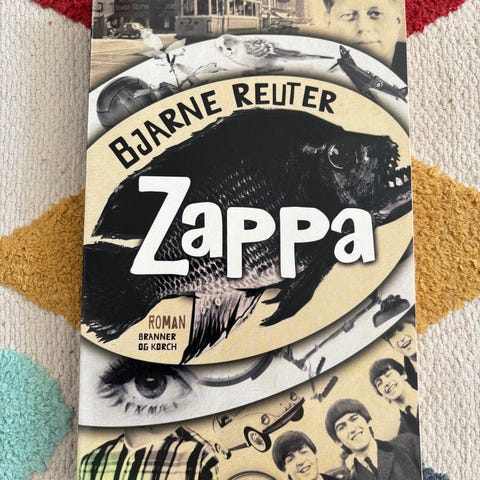 BJARNE REUTER
Zappa
ROMAN
BRANNER
OG KORCH